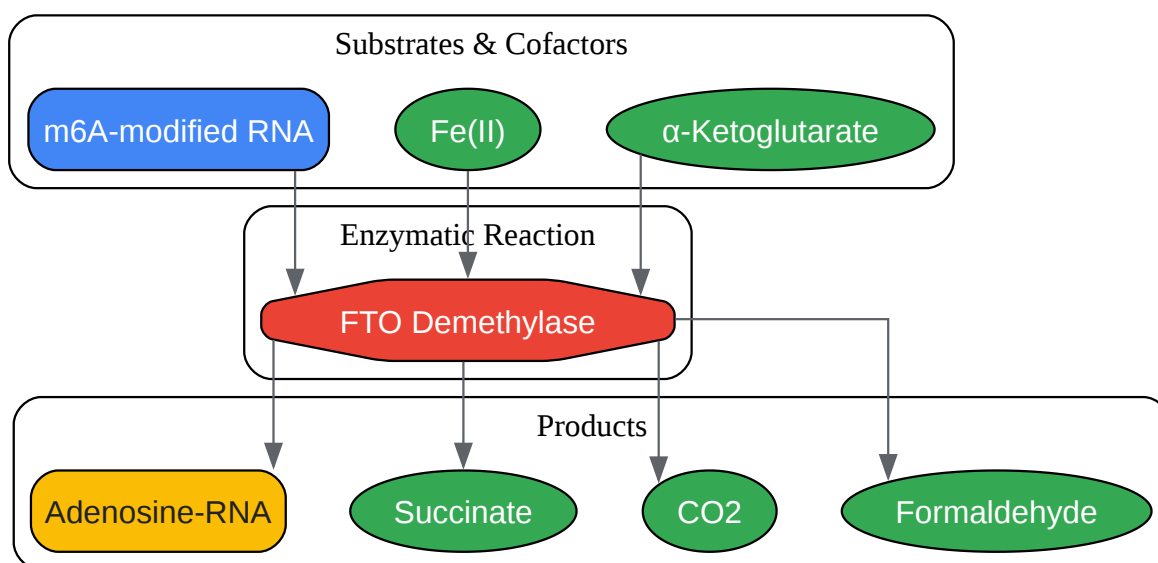 Substrates & Cofactors
m6A-modified RNA
Fe(II)
α-Ketoglutarate
Enzymatic Reaction
FTO Demethylase
Products
Adenosine-RNA
Succinate
CO2
Formaldehyde